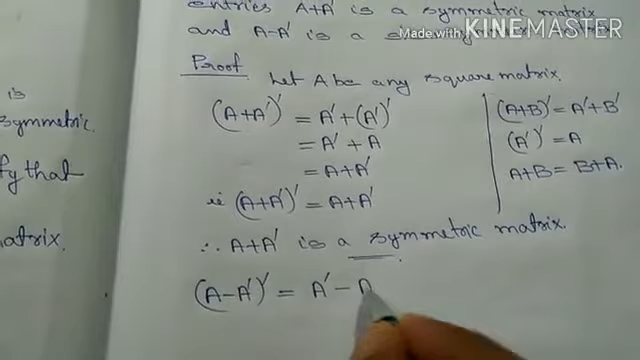 entries A+A' is a symmetric matrix
and A-A' is a
Made with KINEMASTER
Proof
Let A be any square matrix.
(A+A')' = A'+(A')'
= A' + A
= A+A'
ie (A+A')' = A+A'
∴ A+A' is a symmetric matrix.
(A-A')' = A' - A
(A+B)' = A'+B'
(A')' = A
A+B = B+A.
is
symmetric.
fy that
atrix.